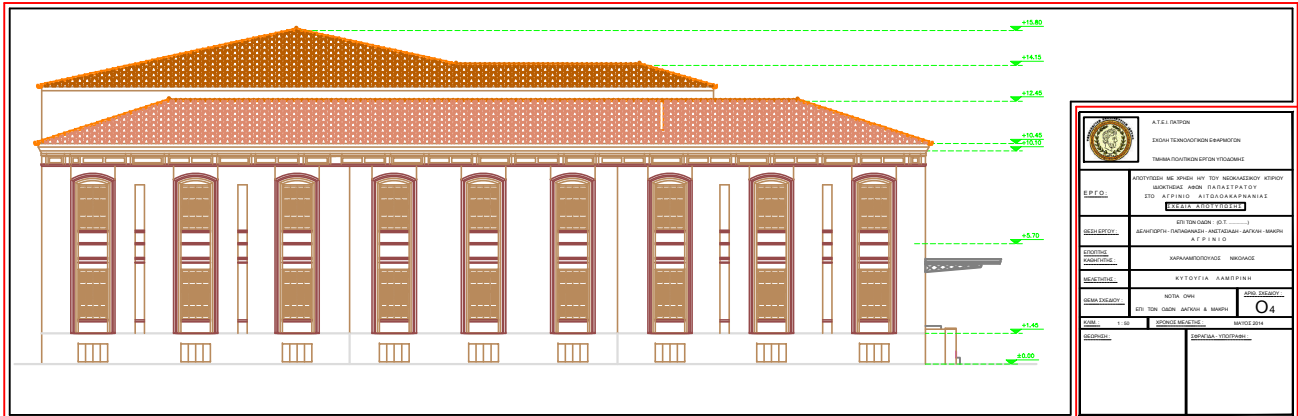 +15.80
+14.15
+12.45
+10.45
+10.10
+5.70
+1.45
±0.00
Α.Τ.Ε.Ι. ΠΑΤΡΩΝ
ΣΧΟΛΗ ΤΕΧΝΟΛΟΓΙΚΩΝ ΕΦΑΡΜΟΓΩΝ
ΤΜΗΜΑ ΠΟΛΙΤΙΚΩΝ ΕΡΓΩΝ ΥΠΟΔΟΜΗΣ
ΕΡΓΟ:
ΑΠΟΤΥΠΩΣΗ ΜΕ ΧΡΗΣΗ Η/Υ ΤΟΥ ΝΕΟΚΛΑΣΣΙΚΟΥ ΚΤΙΡΙΟΥ
ΙΔΙΟΚΤΗΣΙΑΣ ΑΦΩΝ ΠΑΠΑΣΤΡΑΤΟΥ
ΣΤΟ ΑΓΡΙΝΙΟ ΑΙΤΩΛΟΑΚΑΡΝΑΝΙΑΣ
ΣΧΕΔΙΑ ΑΠΟΤΥΠΩΣΗΣ
ΘΕΣΗ ΕΡΓΟΥ :
ΕΠΙ ΤΩΝ ΟΔΩΝ : (Ο.Τ. ............)
ΔΕΛΗΓΙΩΡΓΗ - ΠΑΠΑΘΑΝΑΣΗ - ΑΝΣΤΑΣΙΑΔΗ - ΔΑΓΚΛΗ - ΜΑΚΡΗ
ΑΓΡΙΝΙΟ
ΕΠΟΠΤΗΣ
ΚΑΘΗΓΗΤΗΣ :
ΧΑΡΑΛΑΜΠΟΠΟΥΛΟΣ ΝΙΚΟΛΑΟΣ
ΜΕΛΕΤΗΤΗΣ :
ΚΥΤΟΥΓΙΑ ΛΑΜΠΡΙΝΗ
ΘΕΜΑ ΣΧΕΔΙΟΥ :
ΝΟΤΙΑ ΟΨΗ
ΕΠΙ ΤΩΝ ΟΔΩΝ ΔΑΓΚΛΗ & ΜΑΚΡΗ
ΑΡΙΘ. ΣΧΕΔΙΟΥ :
Ο4
ΚΛΙΜ. : 1 : 50
ΧΡΟΝΟΣ ΜΕΛΕΤΗΣ : ΜΑΥΟΣ 2014
ΘΕΩΡΗΣΗ :
ΣΦΡΑΓΙΔΑ - ΥΠΟΓΡΑΦΗ :